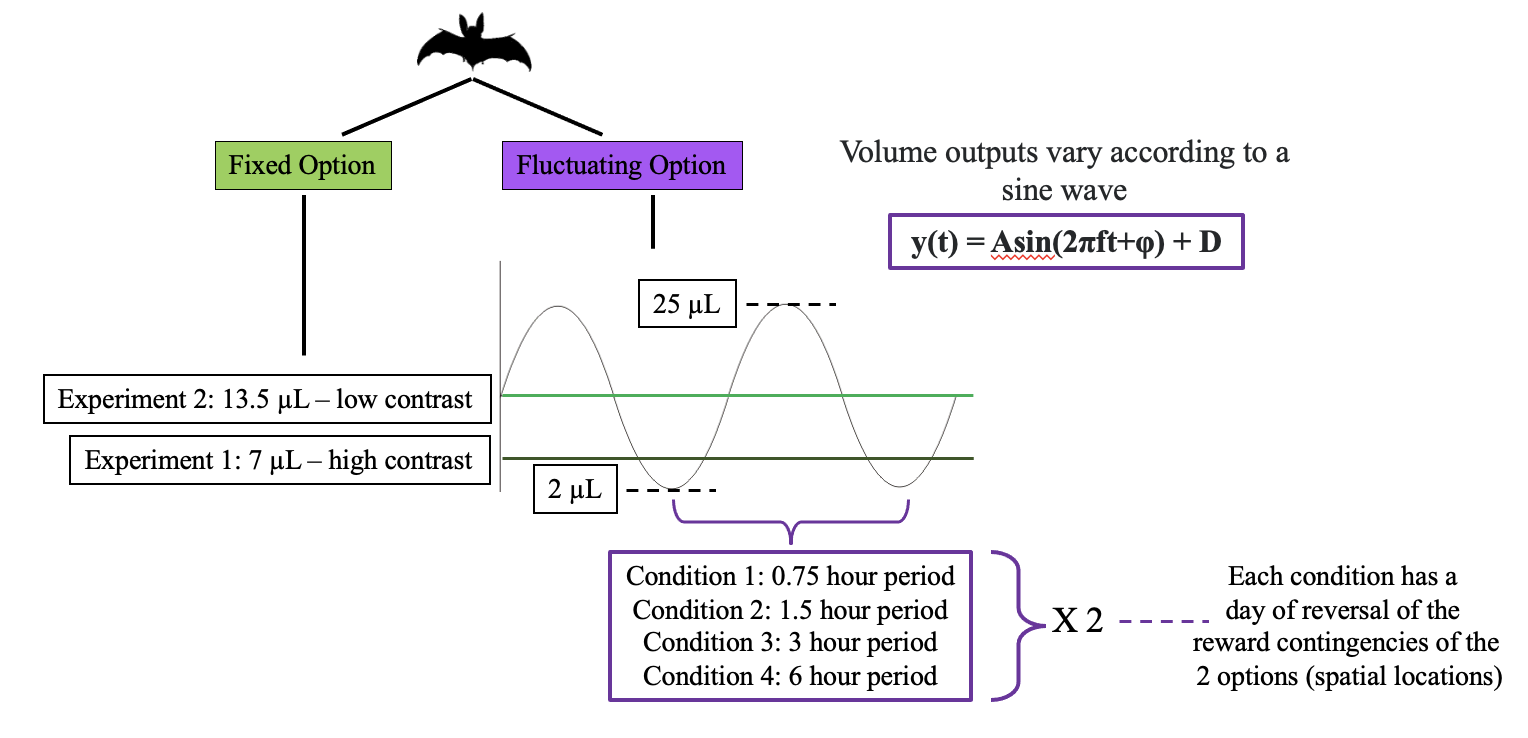 Fixed Option
Fluctuating Option
Volume outputs vary according to a
sine wave
y(t) = Asin(2πft+φ) + D
25 μL
Experiment 2: 13.5 μL – low contrast
Experiment 1: 7 μL – high contrast
2 μL
Condition 1: 0.75 hour period
Condition 2: 1.5 hour period
Condition 3: 3 hour period
Condition 4: 6 hour period
X 2
Each condition has a
day of reversal of the
reward contingencies of the
2 options (spatial locations)